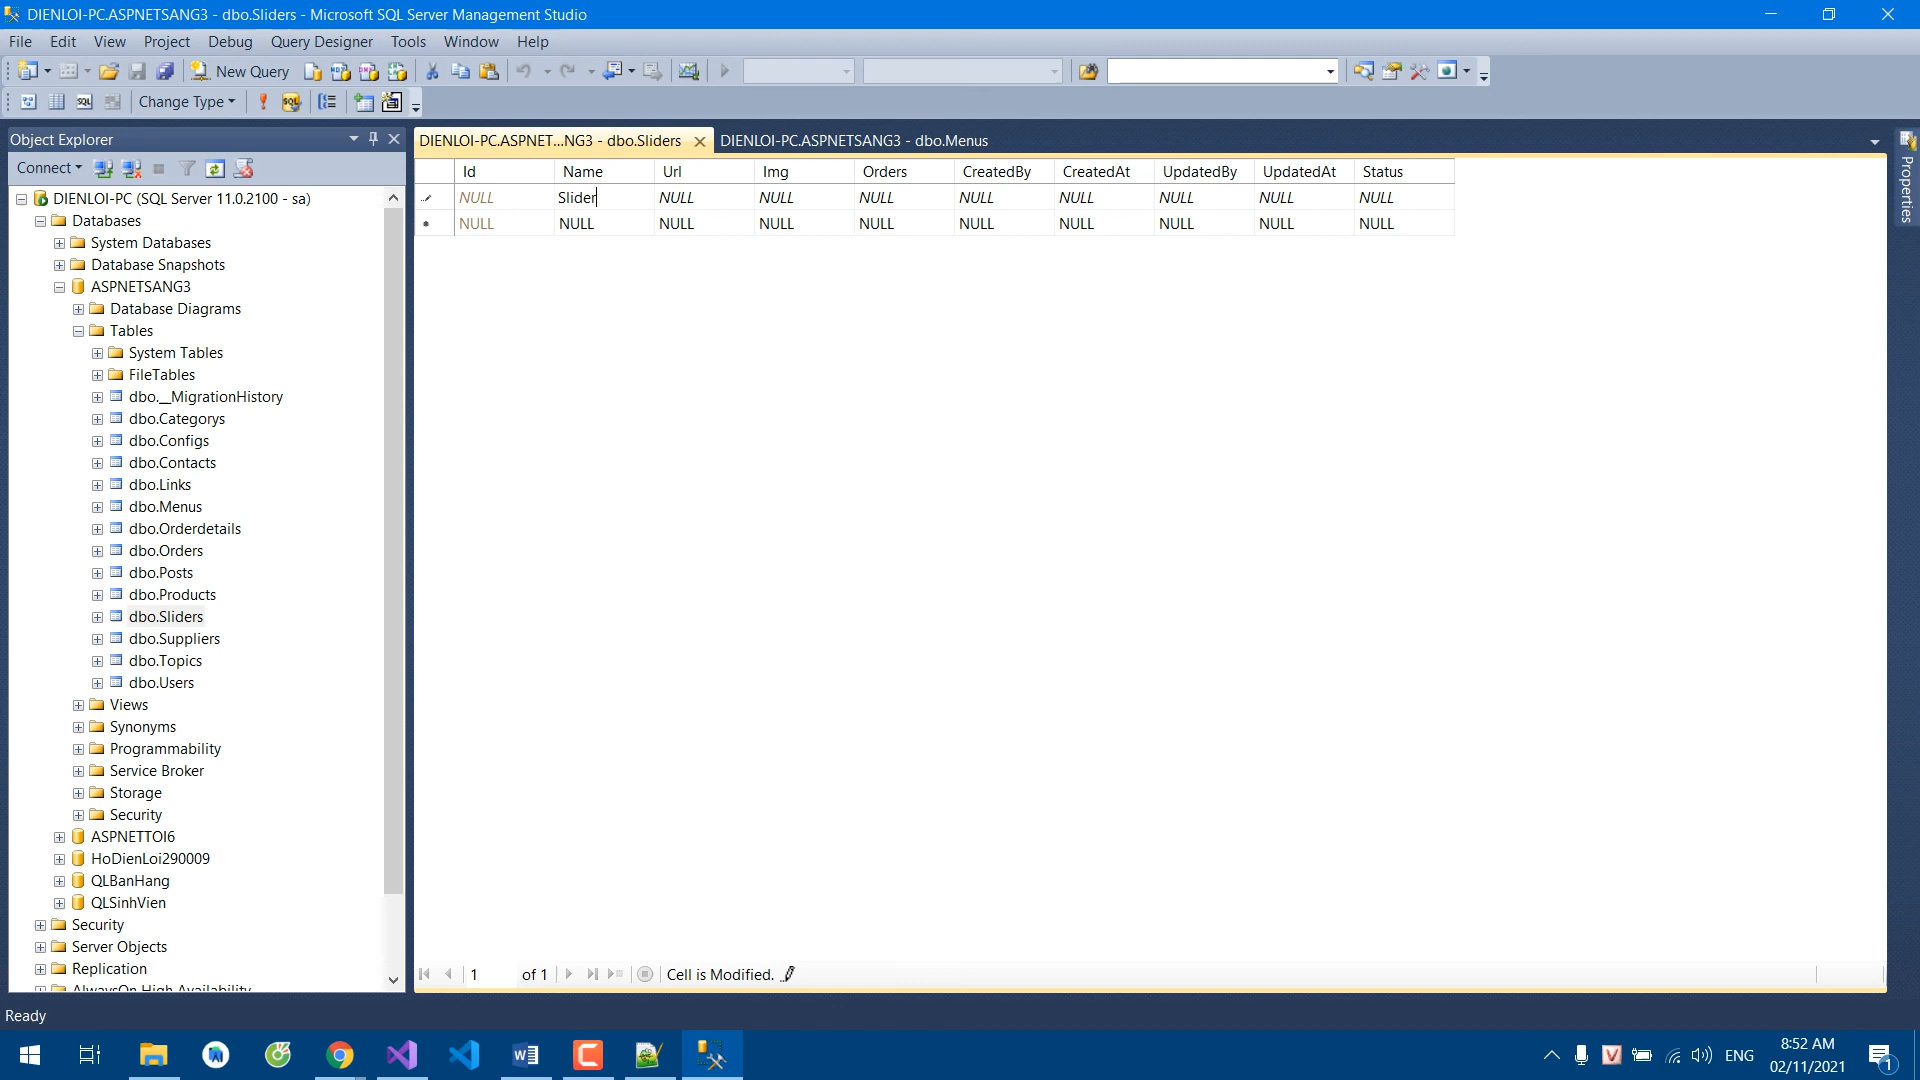 DIENLOI-PC.ASPNETSANG3 - dbo.Sliders - Microsoft SQL Server Management Studio
File Edit View Project Debug Query Designer Tools Window Help
New Query
Change Type
Object Explorer
Connect
DIENLOI-PC (SQL Server 11.0.2100 - sa)
Databases
System Databases
Database Snapshots
ASPNETSANG3
Database Diagrams
Tables
System Tables
FileTables
dbo.__MigrationHistory
dbo.Categorys
dbo.Configs
dbo.Contacts
dbo.Links
dbo.Menus
dbo.Orderdetails
dbo.Orders
dbo.Posts
dbo.Products
dbo.Sliders
dbo.Suppliers
dbo.Topics
dbo.Users
Views
Synonyms
Programmability
Service Broker
Storage
Security
ASPNETTOI6
HoDienLoi290009
QLBanHang
QLSinhVien
Security
Server Objects
Replication
AlwaysOn High Availability
DIENLOI-PC.ASPNET...NG3 - dbo.Sliders DIENLOI-PC.ASPNETSANG3 - dbo.Menus
Id Name Url Img Orders CreatedBy CreatedAt UpdatedBy UpdatedAt Status
NULL Slider NULL NULL NULL NULL NULL NULL NULL NULL
NULL NULL NULL NULL NULL NULL NULL NULL NULL NULL
1 of 1 Cell is Modified.
Properties
Ready
ENG
8:52 AM
02/11/2021
1